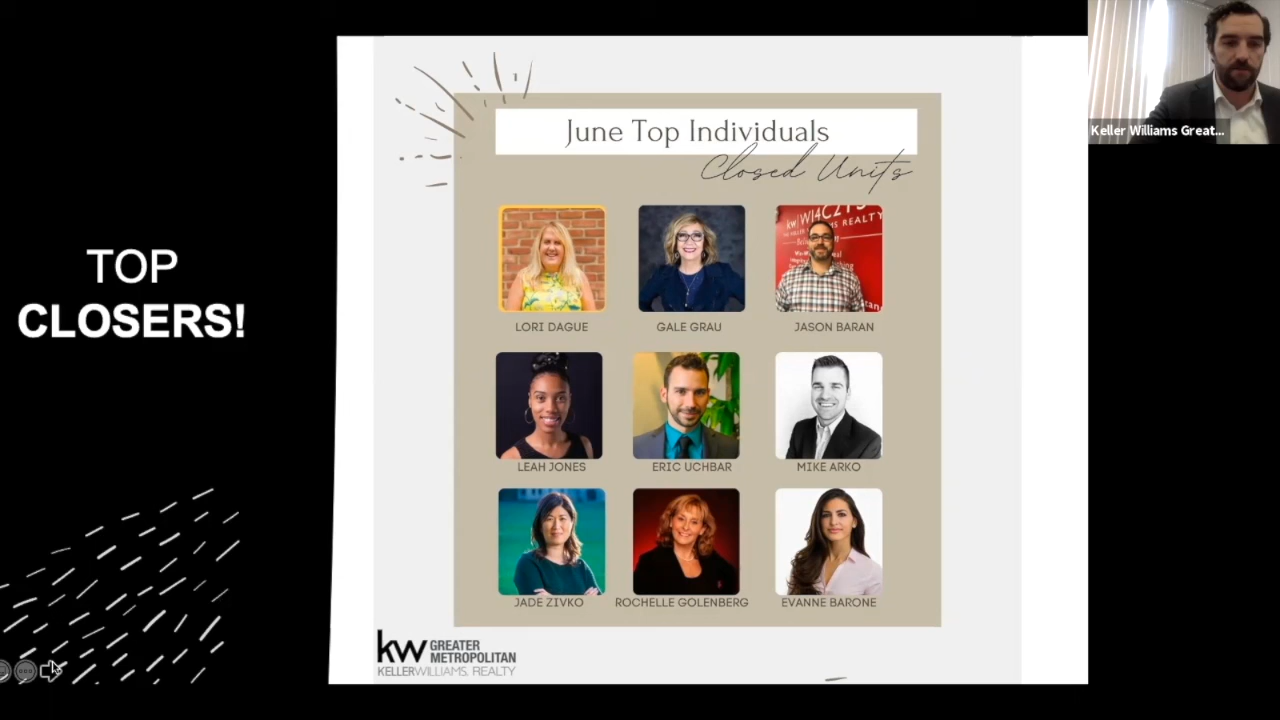 TOP
CLOSERS!
June Top Individuals
Closed Units
LORI DAGUE
GALE GRAU
JASON BARAN
LEAH JONES
ERIC UCHBAR
MIKE ARKO
JADE ZIVKO
ROCHELLE GOLENBERG
EVANNE BARONE
kw GREATER
METROPOLITAN
KELLERWILLIAMS. REALTY
Keller Williams Great...